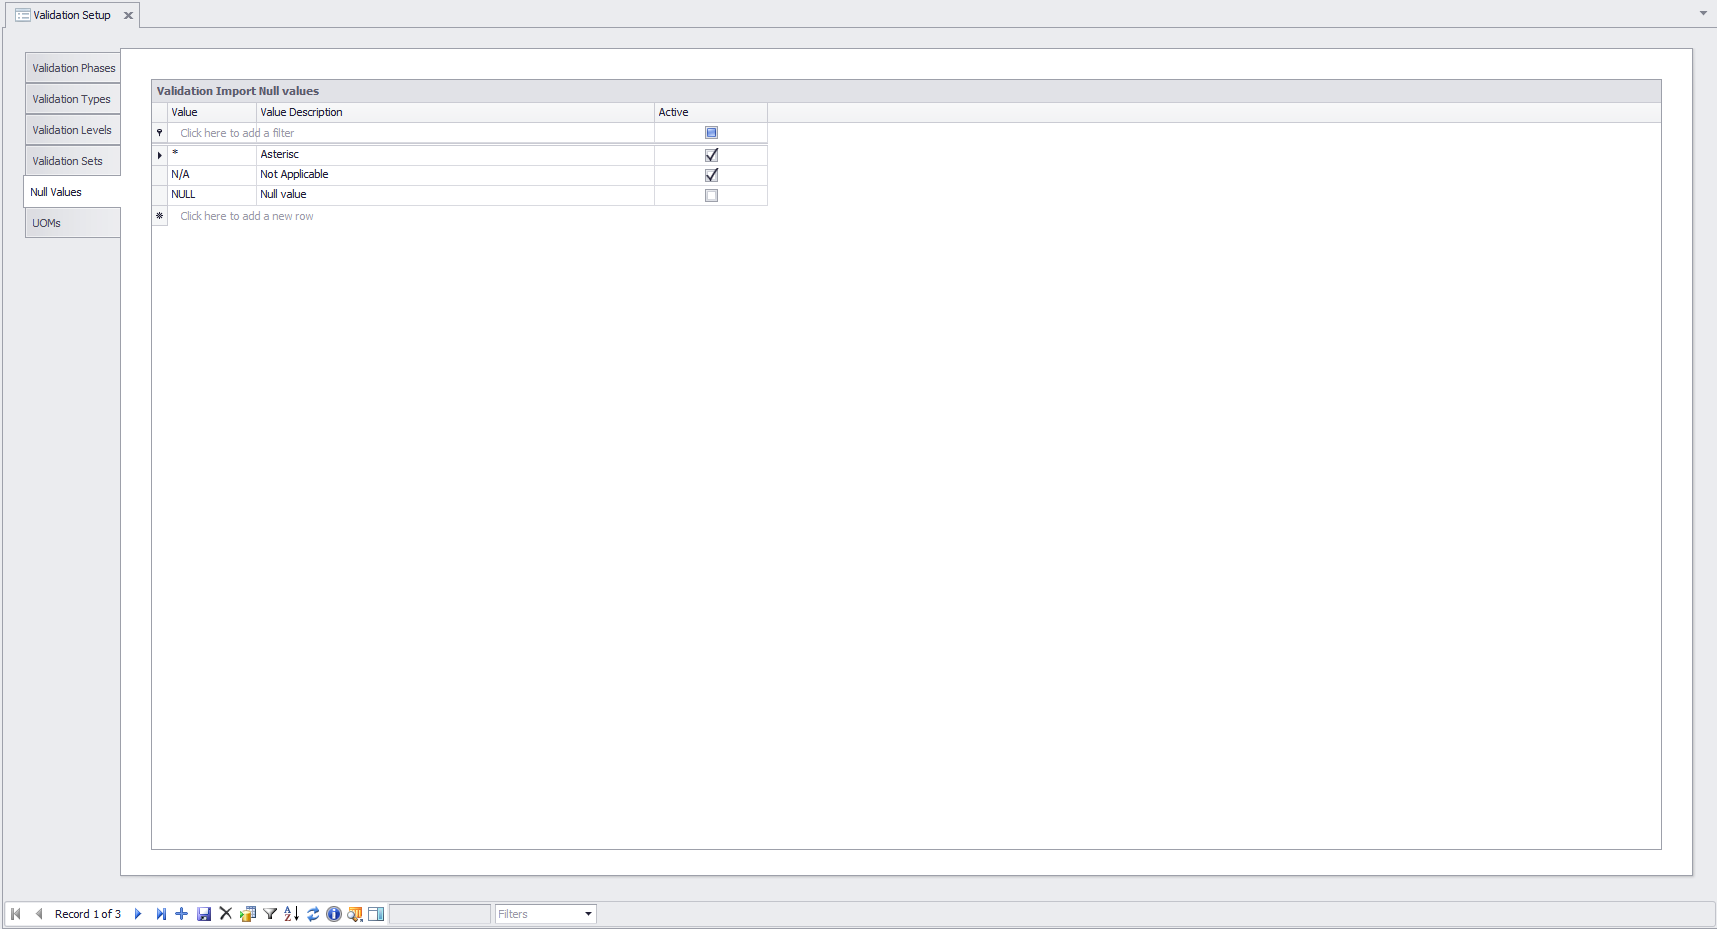 Validation Setup
Validation Phases
Validation Types
Validation Levels
Validation Sets
Null Values
UOMs
Validation Import Null values
Value Value Description Active
Click here to add a filter
* Asterisc
N/A Not Applicable
NULL Null value
Click here to add a new row
Record 1 of 3 Filters